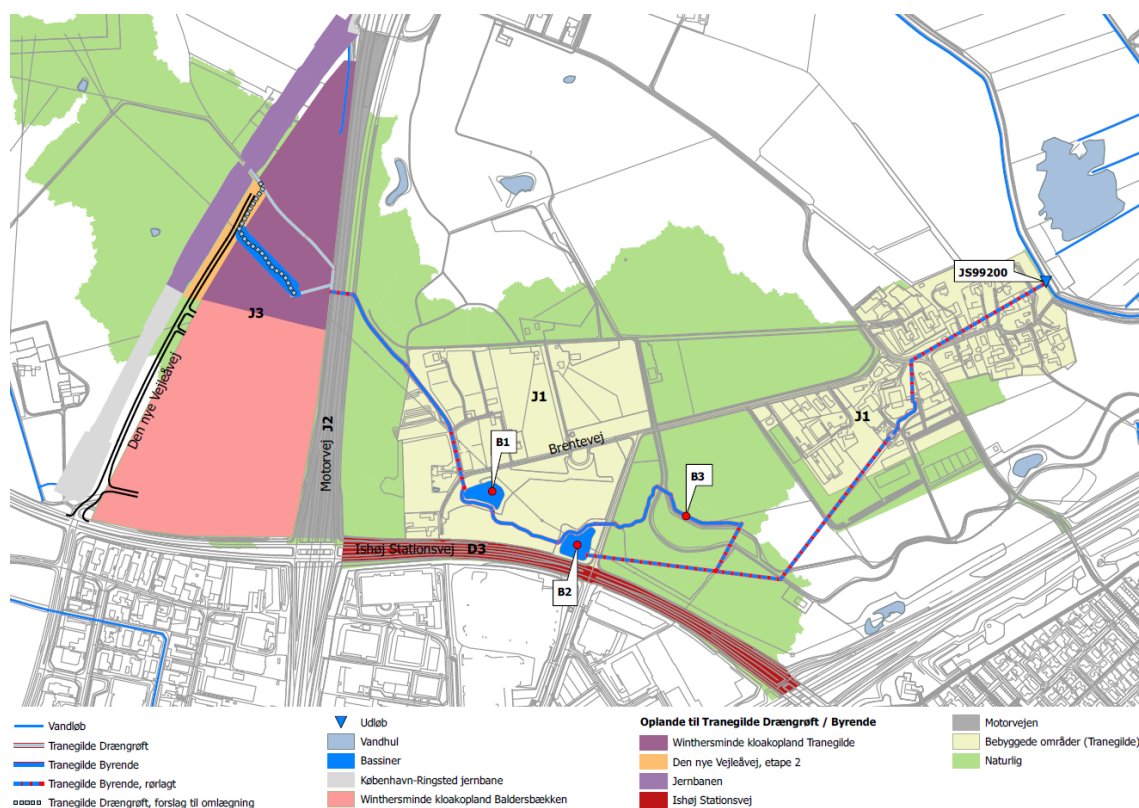 JS99200
J3
J1
J1
Den nye Vejleåvej
Motorvej J2
Brentevej
B1
B3
Ishøj Stationsvej D3
B2
Vandløb
Tranegilde Drængrøft
Tranegilde Byrende
Tranegilde Byrende, rørlagt
Tranegilde Drængrøft, forslag til omlægning
Udløb
Vandhul
Bassiner
København-Ringsted jernbane
Winthersminde kloakopland Baldersbækken
Oplande til Tranegilde Drængrøft / Byrende
Winthersminde kloakopland Tranegilde
Den nye Vejleåvej, etape 2
Jernbanen
Ishøj Stationsvej
Motorvejen
Bebyggede områder (Tranegilde)
Naturlig